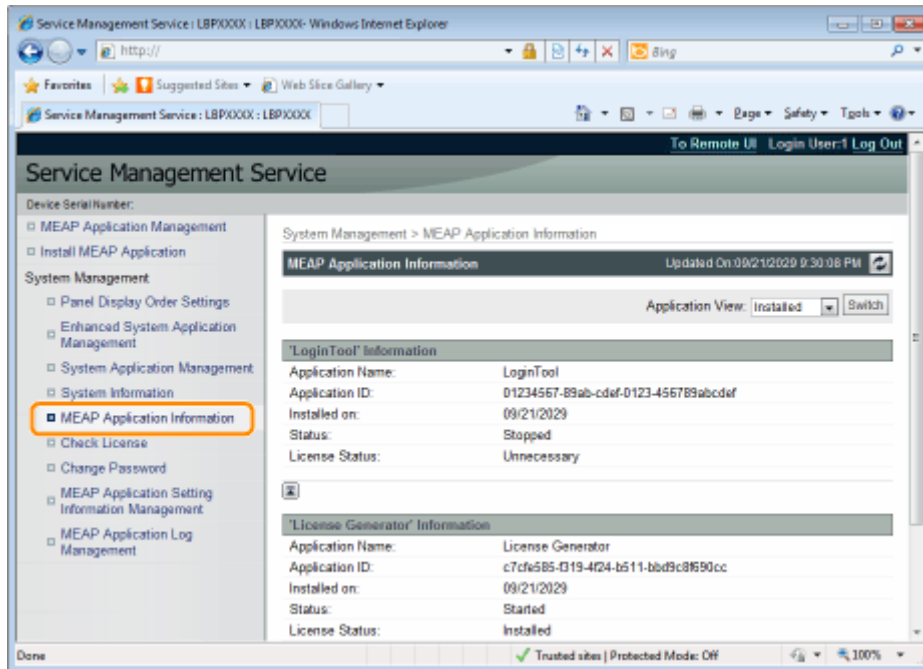 Service Management Service : LBPXXXX : LBPXXXX- Windows Internet Explorer
http://
Bing
Favorites Suggested Sites Web Slice Gallery
Service Management Service : LBPXXXX : LBPXXXX
Page Safety Tools
To Remote UI Login User:1 Log Out
Service Management Service
Device Serial Number:
MEAP Application Management
Install MEAP Application
System Management
Panel Display Order Settings
Enhanced System Application
Management
System Application Management
System Information
MEAP Application Information
Check License
Change Password
MEAP Application Setting
Information Management
MEAP Application Log
Management
System Management > MEAP Application Information
MEAP Application Information Updated On:09/21/2029 9:30:08 PM
Application View: Installed Switch
'LoginTool' Information
Application Name: LoginTool
Application ID: 01234567-89ab-cdef-0123-456789abcdef
Installed on: 09/21/2029
Status: Stopped
License Status: Unnecessary
'License Generator' Information
Application Name: License Generator
Application ID: c7cfe585-f319-4f24-b511-bbd9c8f690cc
Installed on: 09/21/2029
Status: Started
License Status: Installed
Done Trusted sites | Protected Mode: Off 100%